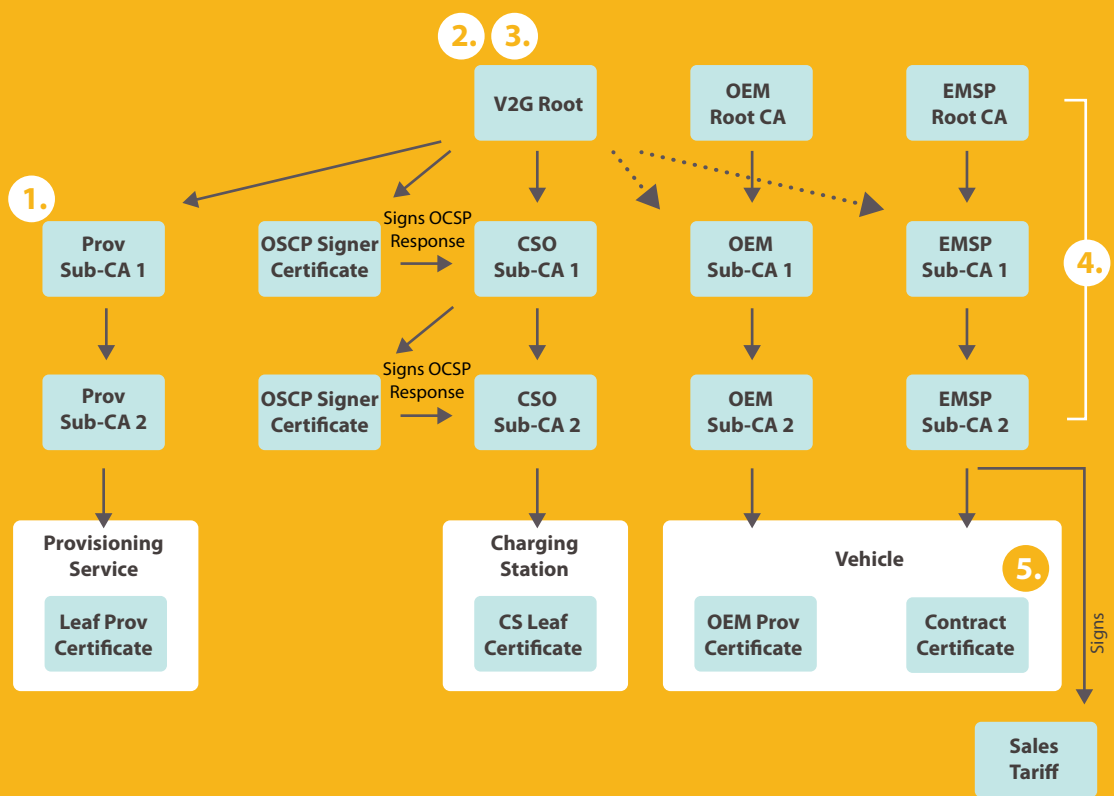 2. 3.
V2G Root
OEM
Root CA
EMSP
Root CA
1.
Prov
Sub-CA 1
OSCP Signer
Certificate
Signs OCSP
Response
CSO
Sub-CA 1
OEM
Sub-CA 1
EMSP
Sub-CA 1
4.
Prov
Sub-CA 2
OSCP Signer
Certificate
Signs OCSP
Response
CSO
Sub-CA 2
OEM
Sub-CA 2
EMSP
Sub-CA 2
Provisioning
Service
Leaf Prov
Certificate
Charging
Station
CS Leaf
Certificate
Vehicle
5.
OEM Prov
Certificate
Contract
Certificate
Signs
Sales
Tariff